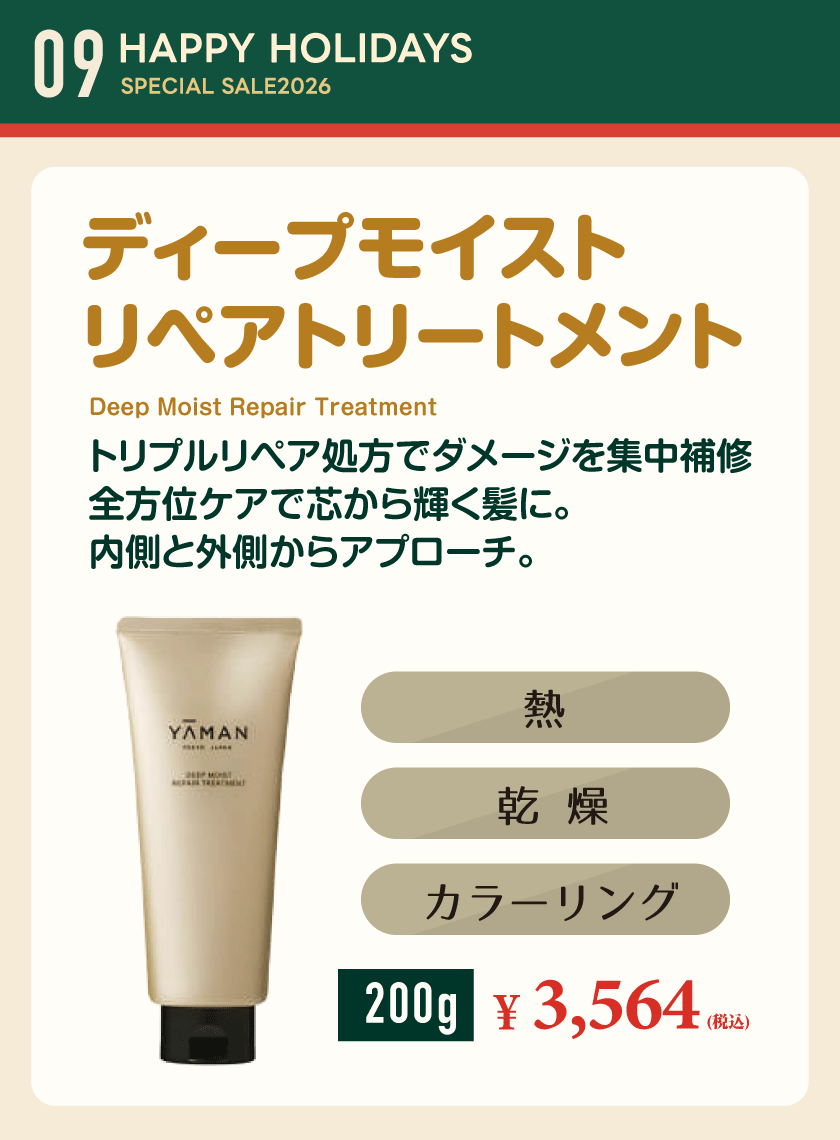 09
HAPPY HOLIDAYS
SPECIAL SALE2026
ディープモイスト
リペアトリートメント
Deep Moist Repair Treatment
トリプルリペア処方でダメージを集中補修
全方位ケアで芯から輝く髪に。
内側と外側からアプローチ。
YĀMAN
TOKYO JAPAN
DEEP MOIST
REPAIR TREATMENT
熱
乾燥
カラーリング
200g
¥3,564(税込)